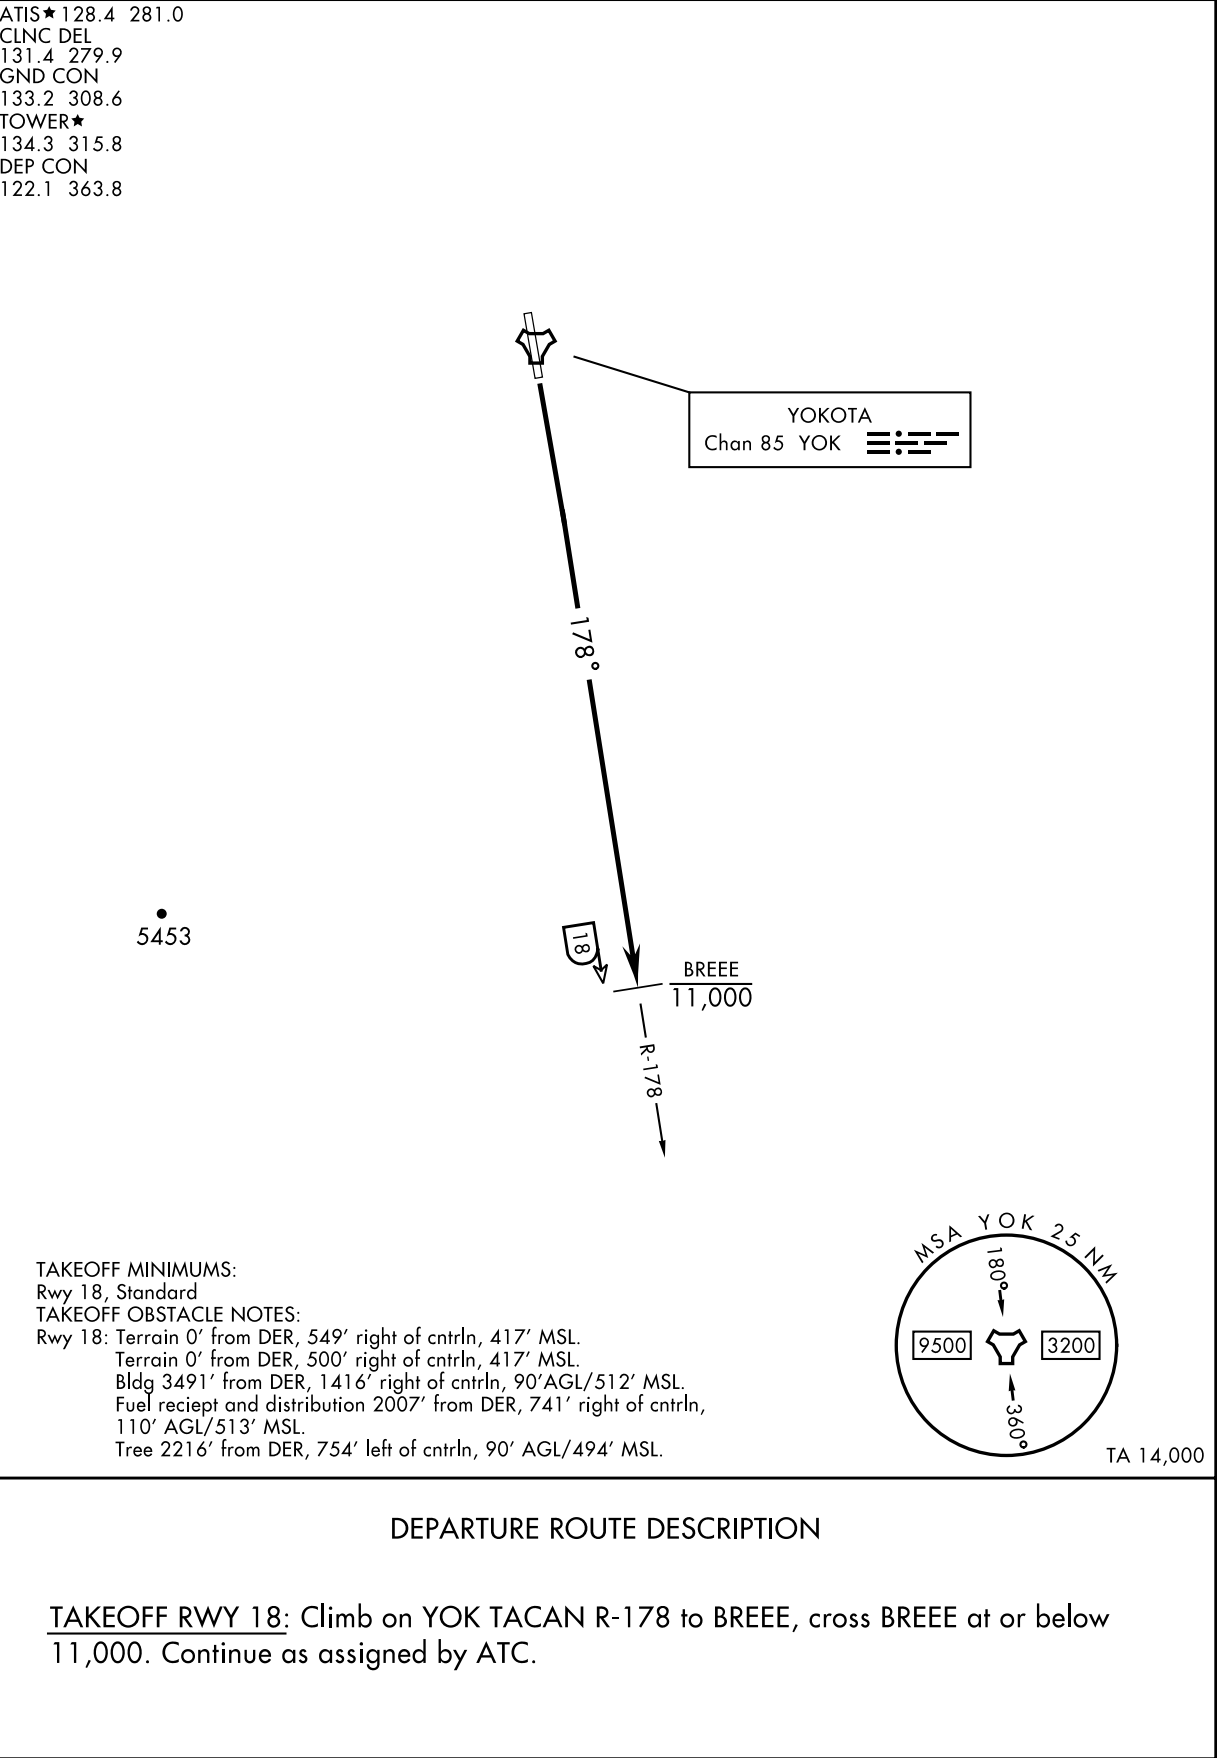 ATIS★ 128.4 281.0
CLNC DEL
131.4 279.9
GND CON
133.2 308.6
TOWER★
134.3 315.8
DEP CON
122.1 363.8
YOKOTA
Chan 85 YOK
178°
5453
18
BREEE
11,000
R-178
MSA YOK 25 NM
180°
9500
3200
360°
TA 14,000
TAKEOFF MINIMUMS:
Rwy 18, Standard
TAKEOFF OBSTACLE NOTES:
Rwy 18: Terrain 0' from DER, 549' right of cntrln, 417' MSL.
Terrain 0' from DER, 500' right of cntrln, 417' MSL.
Bldg 3491' from DER, 1416' right of cntrln, 90'AGL/512' MSL.
Fuel reciept and distribution 2007' from DER, 741' right of cntrln,
110' AGL/513' MSL.
Tree 2216' from DER, 754' left of cntrln, 90' AGL/494' MSL.
DEPARTURE ROUTE DESCRIPTION
TAKEOFF RWY 18: Climb on YOK TACAN R-178 to BREEE, cross BREEE at or below
11,000. Continue as assigned by ATC.